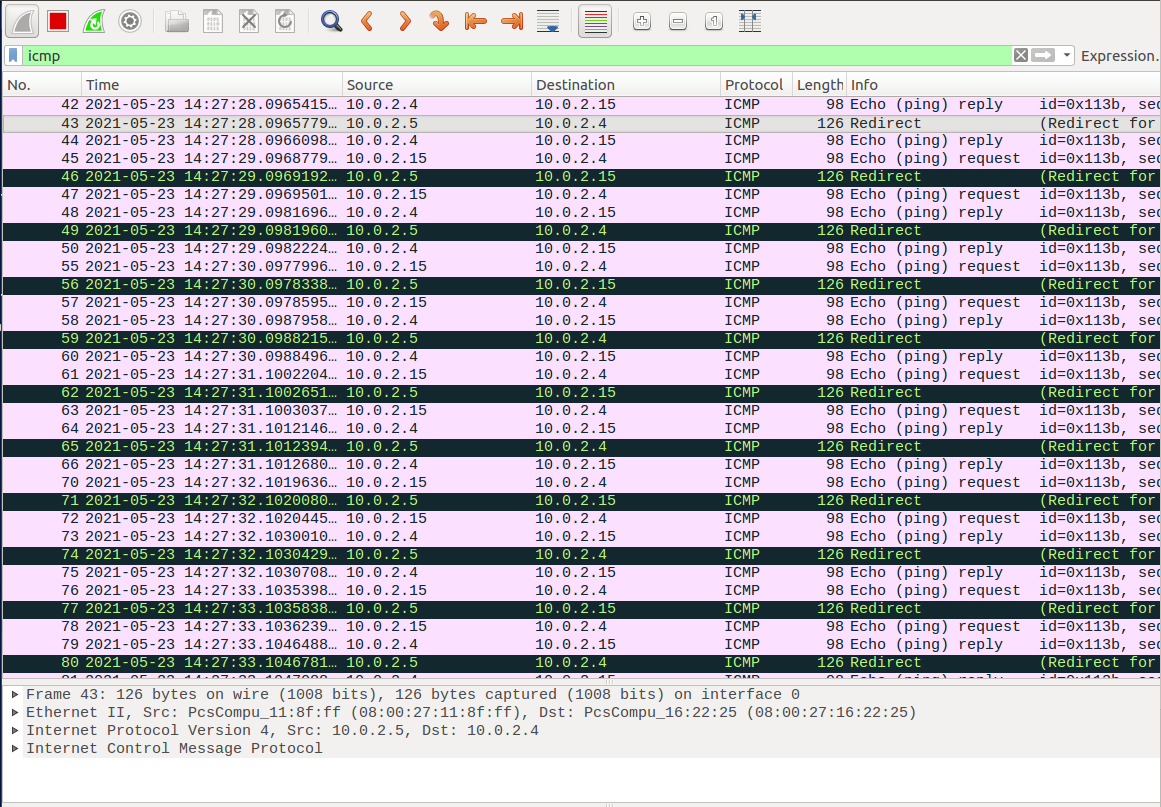 icmp Expression.
No. Time Source Destination Protocol Length Info
42 2021-05-23 14:27:28.0965415… 10.0.2.4 10.0.2.15 ICMP 98 Echo (ping) reply id=0x113b, sec
43 2021-05-23 14:27:28.0965779… 10.0.2.5 10.0.2.4 ICMP 126 Redirect (Redirect for
44 2021-05-23 14:27:28.0966098… 10.0.2.4 10.0.2.15 ICMP 98 Echo (ping) reply id=0x113b, sec
45 2021-05-23 14:27:29.0968779… 10.0.2.15 10.0.2.4 ICMP 98 Echo (ping) request id=0x113b, sec
46 2021-05-23 14:27:29.0969192… 10.0.2.5 10.0.2.15 ICMP 126 Redirect (Redirect for
47 2021-05-23 14:27:29.0969501… 10.0.2.15 10.0.2.4 ICMP 98 Echo (ping) request id=0x113b, sec
48 2021-05-23 14:27:29.0981696… 10.0.2.4 10.0.2.15 ICMP 98 Echo (ping) reply id=0x113b, sec
49 2021-05-23 14:27:29.0981960… 10.0.2.5 10.0.2.4 ICMP 126 Redirect (Redirect for
50 2021-05-23 14:27:29.0982224… 10.0.2.4 10.0.2.15 ICMP 98 Echo (ping) reply id=0x113b, sec
55 2021-05-23 14:27:30.0977996… 10.0.2.15 10.0.2.4 ICMP 98 Echo (ping) request id=0x113b, sec
56 2021-05-23 14:27:30.0978338… 10.0.2.5 10.0.2.15 ICMP 126 Redirect (Redirect for
57 2021-05-23 14:27:30.0978595… 10.0.2.15 10.0.2.4 ICMP 98 Echo (ping) request id=0x113b, sec
58 2021-05-23 14:27:30.0987958… 10.0.2.4 10.0.2.15 ICMP 98 Echo (ping) reply id=0x113b, sec
59 2021-05-23 14:27:30.0988215… 10.0.2.5 10.0.2.4 ICMP 126 Redirect (Redirect for
60 2021-05-23 14:27:30.0988496… 10.0.2.4 10.0.2.15 ICMP 98 Echo (ping) reply id=0x113b, sec
61 2021-05-23 14:27:31.1002204… 10.0.2.15 10.0.2.4 ICMP 98 Echo (ping) request id=0x113b, sec
62 2021-05-23 14:27:31.1002651… 10.0.2.5 10.0.2.15 ICMP 126 Redirect (Redirect for
63 2021-05-23 14:27:31.1003037… 10.0.2.15 10.0.2.4 ICMP 98 Echo (ping) request id=0x113b, sec
64 2021-05-23 14:27:31.1012146… 10.0.2.4 10.0.2.15 ICMP 98 Echo (ping) reply id=0x113b, sec
65 2021-05-23 14:27:31.1012394… 10.0.2.5 10.0.2.4 ICMP 126 Redirect (Redirect for
66 2021-05-23 14:27:31.1012680… 10.0.2.4 10.0.2.15 ICMP 98 Echo (ping) reply id=0x113b, sec
70 2021-05-23 14:27:32.1019636… 10.0.2.15 10.0.2.4 ICMP 98 Echo (ping) request id=0x113b, sec
71 2021-05-23 14:27:32.1020080… 10.0.2.5 10.0.2.15 ICMP 126 Redirect (Redirect for
72 2021-05-23 14:27:32.1020445… 10.0.2.15 10.0.2.4 ICMP 98 Echo (ping) request id=0x113b, sec
73 2021-05-23 14:27:32.1030010… 10.0.2.4 10.0.2.15 ICMP 98 Echo (ping) reply id=0x113b, sec
74 2021-05-23 14:27:32.1030429… 10.0.2.5 10.0.2.4 ICMP 126 Redirect (Redirect for
75 2021-05-23 14:27:32.1030708… 10.0.2.4 10.0.2.15 ICMP 98 Echo (ping) reply id=0x113b, sec
76 2021-05-23 14:27:33.1035398… 10.0.2.15 10.0.2.4 ICMP 98 Echo (ping) request id=0x113b, sec
77 2021-05-23 14:27:33.1035838… 10.0.2.5 10.0.2.15 ICMP 126 Redirect (Redirect for
78 2021-05-23 14:27:33.1036239… 10.0.2.15 10.0.2.4 ICMP 98 Echo (ping) request id=0x113b, sec
79 2021-05-23 14:27:33.1046488… 10.0.2.4 10.0.2.15 ICMP 98 Echo (ping) reply id=0x113b, sec
80 2021-05-23 14:27:33.1046781… 10.0.2.5 10.0.2.4 ICMP 126 Redirect (Redirect for
Frame 43: 126 bytes on wire (1008 bits), 126 bytes captured (1008 bits) on interface 0
Ethernet II, Src: PcsCompu_11:8f:ff (08:00:27:11:8f:ff), Dst: PcsCompu_16:22:25 (08:00:27:16:22:25)
Internet Protocol Version 4, Src: 10.0.2.5, Dst: 10.0.2.4
Internet Control Message Protocol